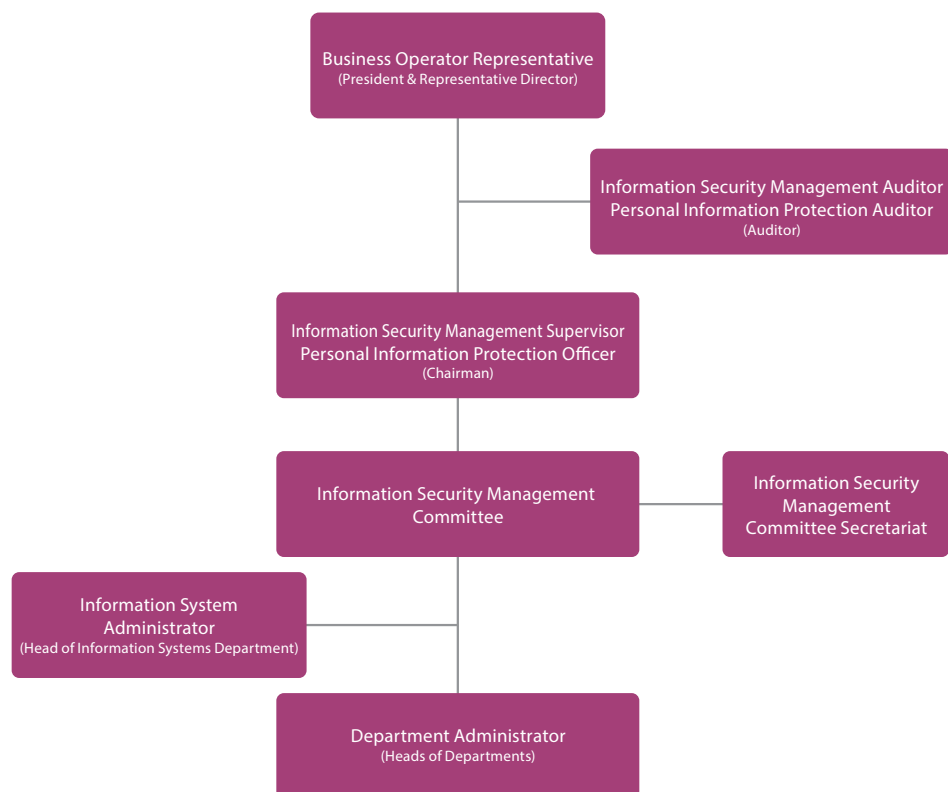 Business Operator Representative
(President & Representative Director)
Information Security Management Auditor
Personal Information Protection Auditor
(Auditor)
Information Security Management Supervisor
Personal Information Protection Officer
(Chairman)
Information Security Management
Committee
Information Security
Management
Committee Secretariat
Information System
Administrator
(Head of Information Systems Department)
Department Administrator
(Heads of Departments)